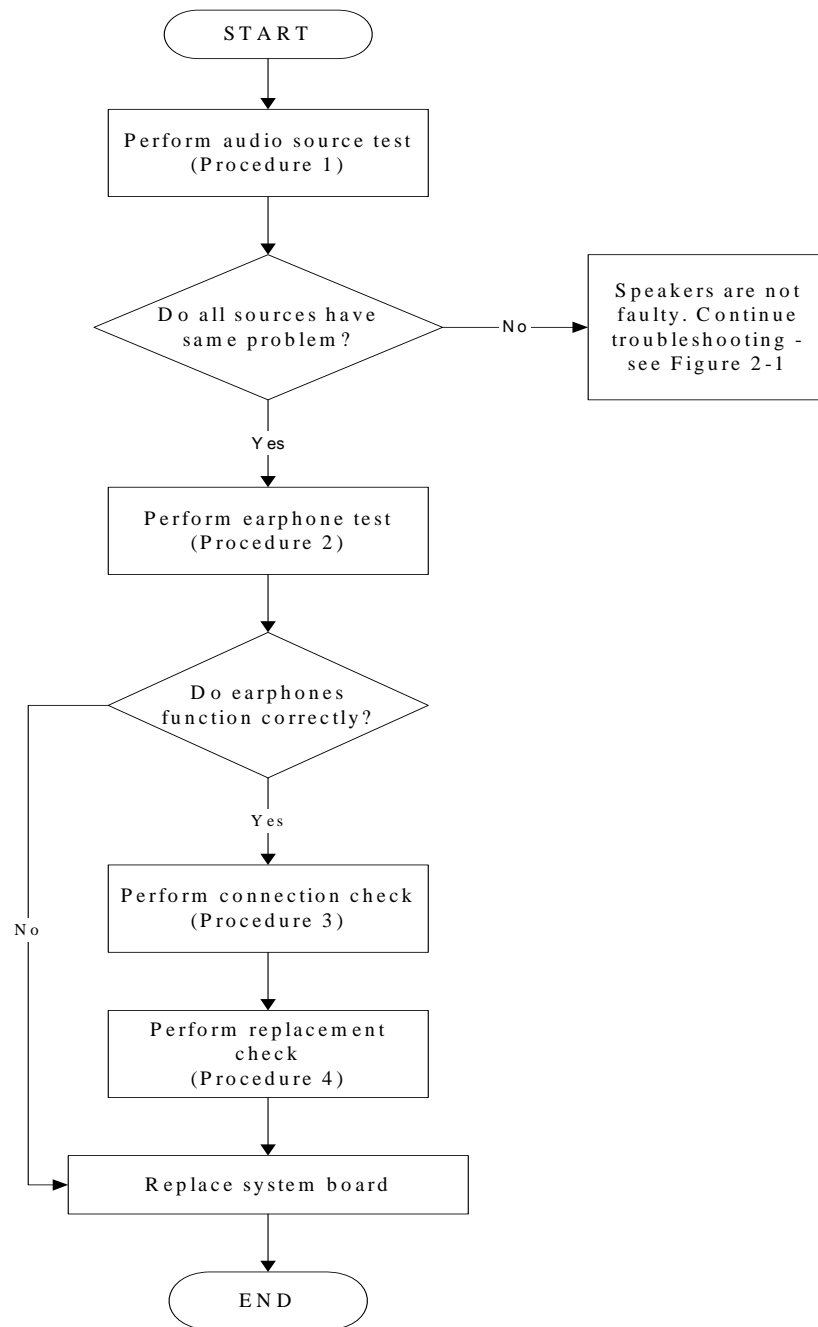 START
Perform audio source test
(Procedure 1)
Do all sources have
same problem?
No
Speakers are not
faulty. Continue
troubleshooting -
see Figure 2-1
Yes
Perform earphone test
(Procedure 2)
Do earphones
function correctly?
Yes
Perform connection check
(Procedure 3)
No
Perform replacement
check
(Procedure 4)
Replace system board
END